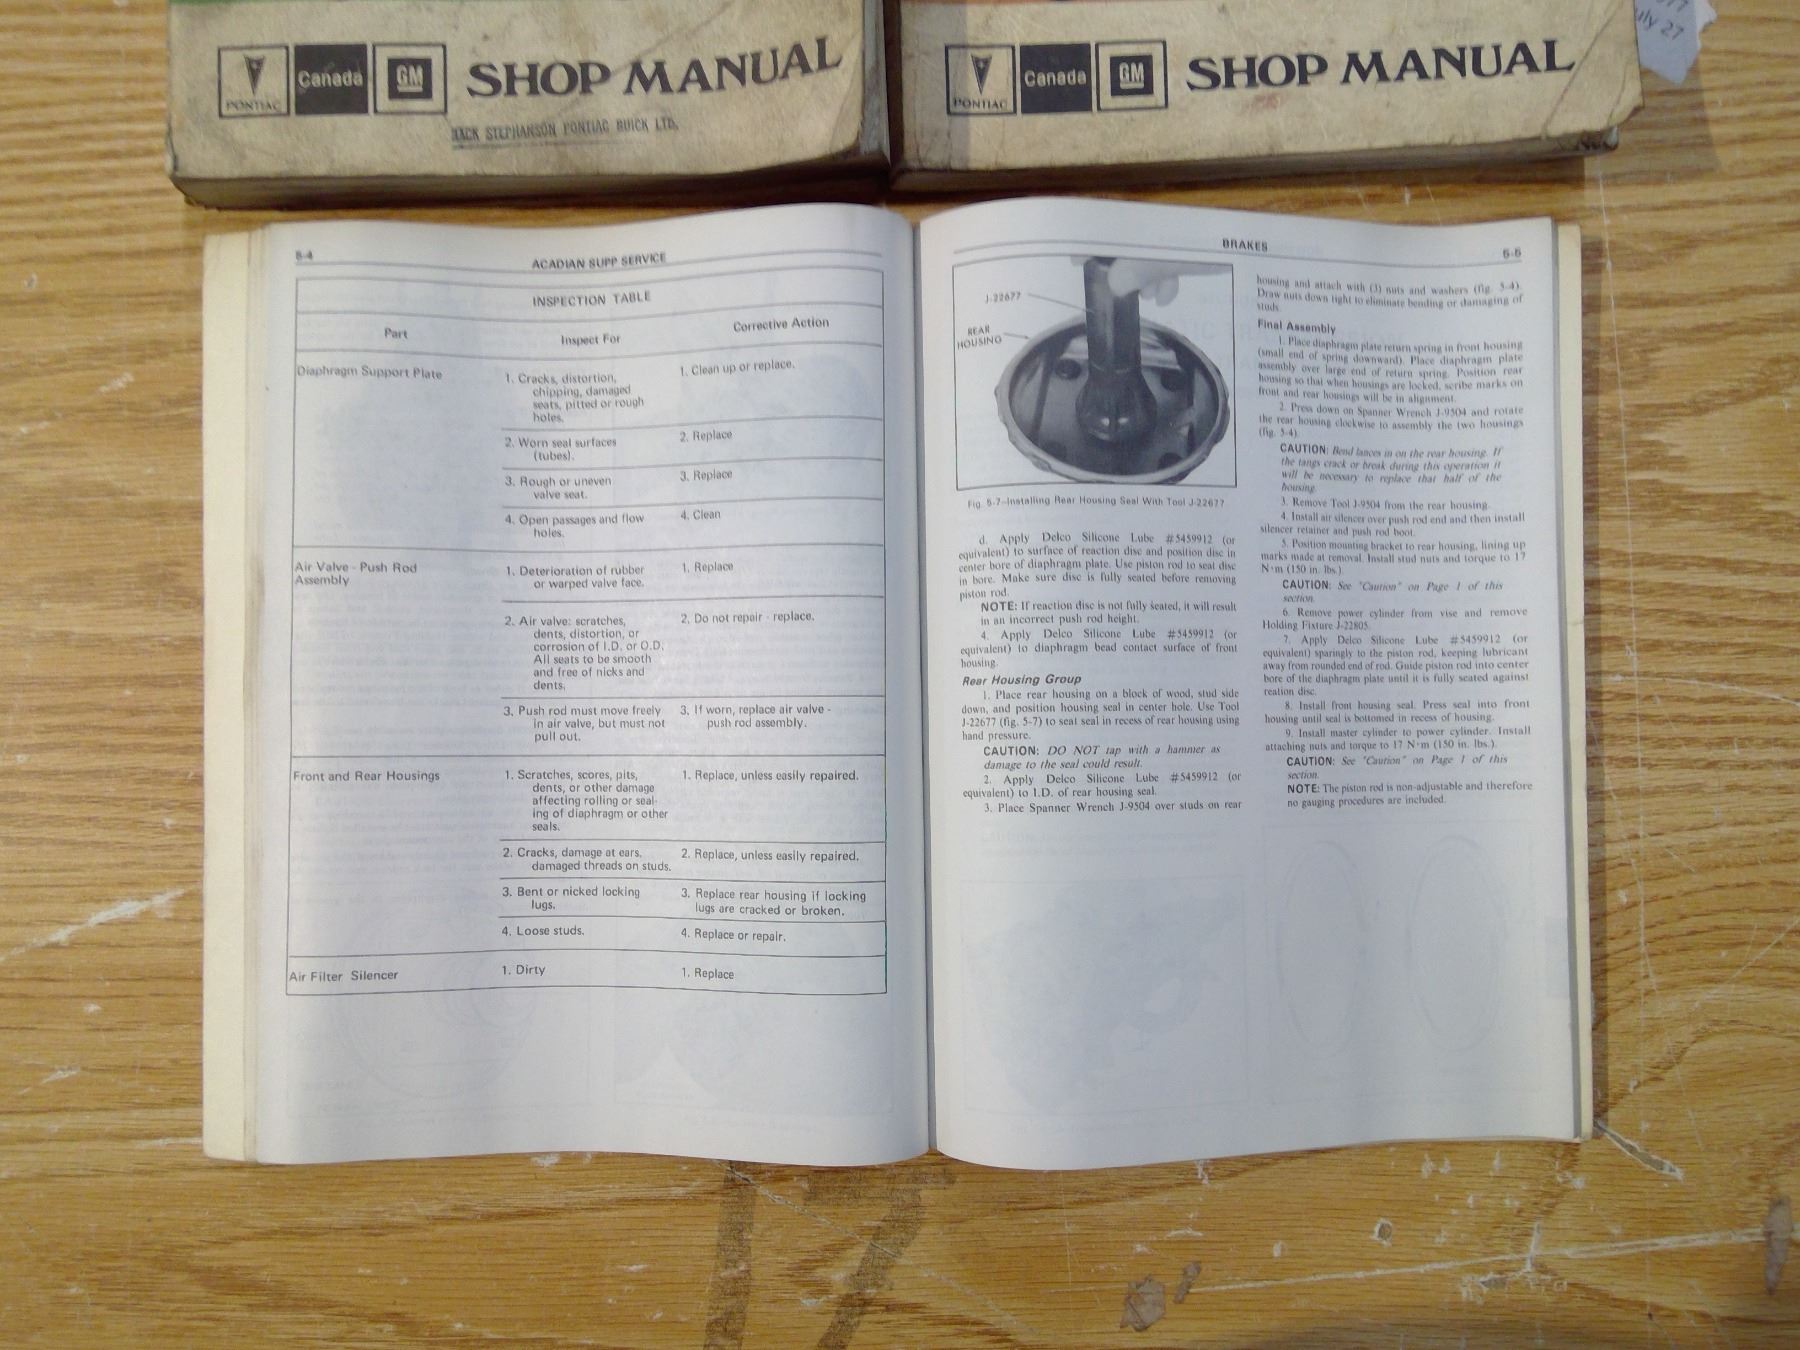 PONTIAC
Canada
GM
SHOP MANUAL
STEPHANSON PONTIAC BUICK LTD.
PONTIAC
Canada
GM
SHOP MANUAL
uly 27
5-4
ACADIAN SUPP SERVICE
INSPECTION TABLE
Part
Inspect For
Corrective Action
Diaphragm Support Plate
1. Cracks, distortion,
chipping, damaged
seats, pitted or rough
holes.
1. Clean up or replace.
2. Worn seal surfaces
(tubes).
2. Replace
3. Rough or uneven
valve seat.
3. Replace
4. Open passages and flow
holes.
4. Clean
Air Valve - Push Rod
Assembly
1. Deterioration of rubber
or warped valve face.
1. Replace
2. Air valve: scratches,
dents, distortion, or
corrosion of I.D. or O.D.
All seats to be smooth
and free of nicks and
dents.
2. Do not repair - replace.
3. Push rod must move freely
in air valve, but must not
pull out.
3. If worn, replace air valve -
push rod assembly.
Front and Rear Housings
1. Scratches, scores, pits,
dents, or other damage
affecting rolling or seal-
ing of diaphragm or other
seals.
1. Replace, unless easily repaired.
2. Cracks, damage at ears,
damaged threads on studs.
2. Replace, unless easily repaired.
3. Bent or nicked locking
lugs.
3. Replace rear housing if locking
lugs are cracked or broken.
4. Loose studs.
4. Replace or repair.
Air Filter Silencer
1. Dirty
1. Replace
BRAKES
5-5
J-22677
REAR
HOUSING
Fig. 5-7-Installing Rear Housing Seal With Tool J-22677
d. Apply Delco Silicone Lube #5459912 (or
equivalent) to surface of reaction disc and position disc in
center bore of diaphragm plate. Use piston rod to seat disc
in bore. Make sure disc is fully seated before removing
piston rod.
NOTE: If reaction disc is not fully seated, it will result
in an incorrect push rod height.
4. Apply Delco Silicone Lube #5459912 (or
equivalent) to diaphragm bead contact surface of front
housing.
Rear Housing Group
1. Place rear housing on a block of wood, stud side
down, and position housing seal in center hole. Use Tool
J-22677 (fig. 5-7) to seat seal in recess of rear housing using
hand pressure.
CAUTION: DO NOT tap with a hammer as
damage to the seal could result.
2. Apply Delco Silicone Lube #5459912 (or
equivalent) to I.D. of rear housing seal.
3. Place Spanner Wrench J-9504 over studs on rear
housing and attach with (3) nuts and washers (fig. 5-4).
Draw nuts down tight to eliminate bending or damaging of
studs.
Final Assembly
1. Place diaphragm plate return spring in front housing
(small end of spring downward). Place diaphragm plate
assembly over large end of return spring. Position rear
housing so that when housings are locked, scribe marks on
front and rear housings will be in alignment.
2. Press down on Spanner Wrench J-9504 and rotate
the rear housing clockwise to assembly the two housings
(fig. 5-4).
CAUTION: Bend lances in on the rear housing. If
the tangs crack or break during this operation it
will be necessary to replace that half of the
housing.
3. Remove Tool J-9504 from the rear housing.
4. Install air silencer over push rod end and then install
silencer retainer and push rod boot.
5. Position mounting bracket to rear housing, lining up
marks made at removal. Install stud nuts and torque to 17
N·m (150 in. lbs.).
CAUTION: See "Caution" on Page 1 of this
section.
6. Remove power cylinder from vise and remove
Holding Fixture J-22805.
7. Apply Delco Silicone Lube #5459912 (or
equivalent) sparingly to the piston rod, keeping lubricant
away from rounded end of rod. Guide piston rod into center
bore of the diaphragm plate until it is fully seated against
reation disc.
8. Install front housing seal. Press seal into front
housing until seal is bottomed in recess of housing.
9. Install master cylinder to power cylinder. Install
attaching nuts and torque to 17 N·m (150 in. lbs.).
CAUTION: See "Caution" on Page 1 of this
section.
NOTE: The piston rod is non-adjustable and therefore
no gauging procedures are included.